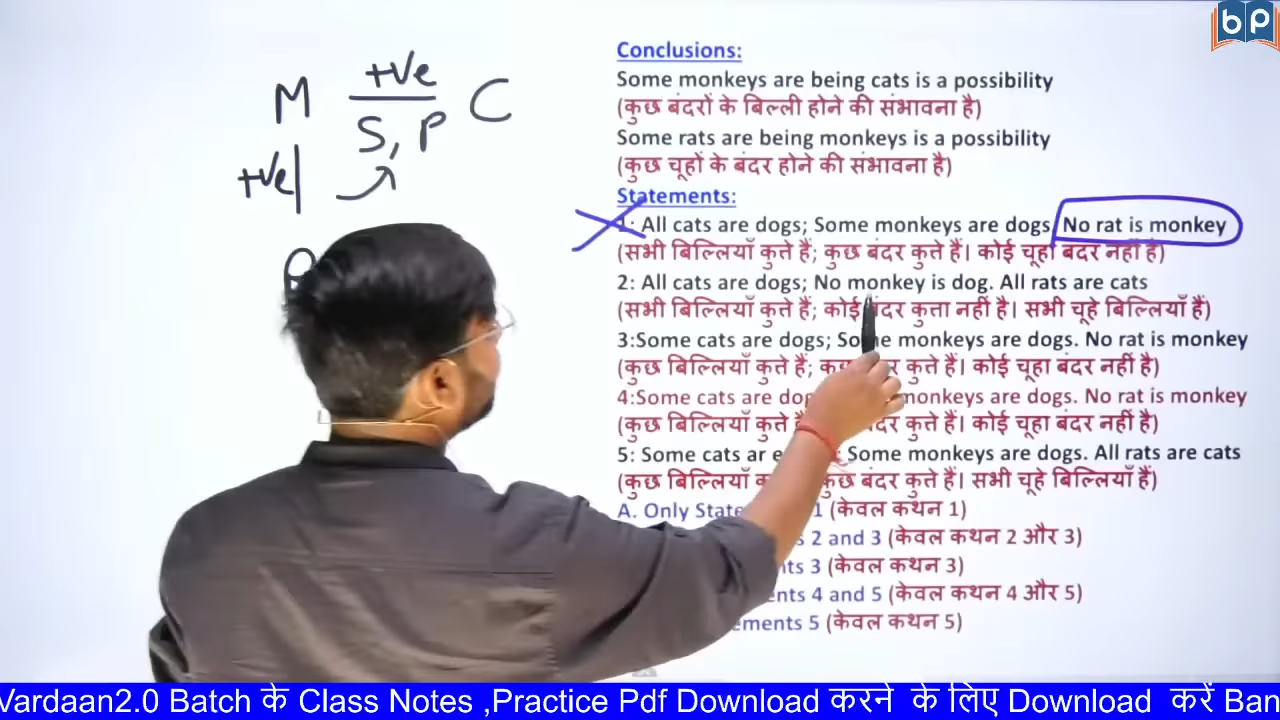 bp
M +ve C
S, P
+ve
Conclusions:
Some monkeys are being cats is a possibility
(कुछ बंदरों के बिल्ली होने की संभावना है)
Some rats are being monkeys is a possibility
(कुछ चूहों के बंदर होने की संभावना है)
Statements:
1: All cats are dogs; Some monkeys are dogs. No rat is monkey
(सभी बिल्लियाँ कुत्ते हैं; कुछ बंदर कुत्ते हैं। कोई चूहा बंदर नहीं है)
2: All cats are dogs; No monkey is dog. All rats are cats
(सभी बिल्लियाँ कुत्ते हैं; कोई बंदर कुत्ता नहीं है। सभी चूहे बिल्लियाँ हैं)
3:Some cats are dogs; Some monkeys are dogs. No rat is monkey
(कुछ बिल्लियाँ कुत्ते हैं; कुछ कुत्ते हैं। कोई चूहा बंदर नहीं है)
4:Some cats are monkeys are dogs. No rat is monkey
(कुछ बिल्लियाँ कुत्ते कुत्ते हैं। कोई चूहा बंदर नहीं है)
5: Some cats ar e Some monkeys are dogs. All rats are cats
(कुछ बिल्लियाँ कुछ बंदर कुत्ते हैं। सभी चूहे बिल्लियाँ हैं)
A. Only 1 (केवल कथन 1)
2 and 3 (केवल कथन 2 और 3)
3 (केवल कथन 3)
4 and 5 (केवल कथन 4 और 5)
5 (केवल कथन 5)
Vardaan2.0 Batch के Class Notes ,Practice Pdf Download करने के लिए Download करें Ban